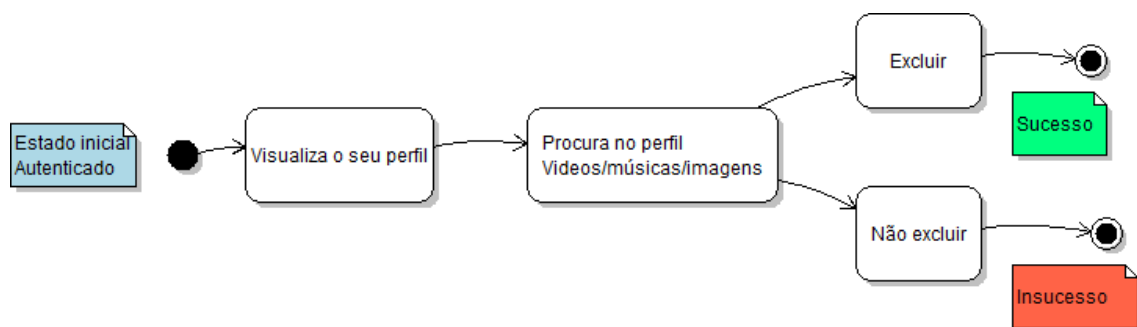 Estado inicial
Autenticado
Visualiza o seu perfil
Procura no perfil
Videos/músicas/imagens
Excluir
Sucesso
Não excluir
Insucesso